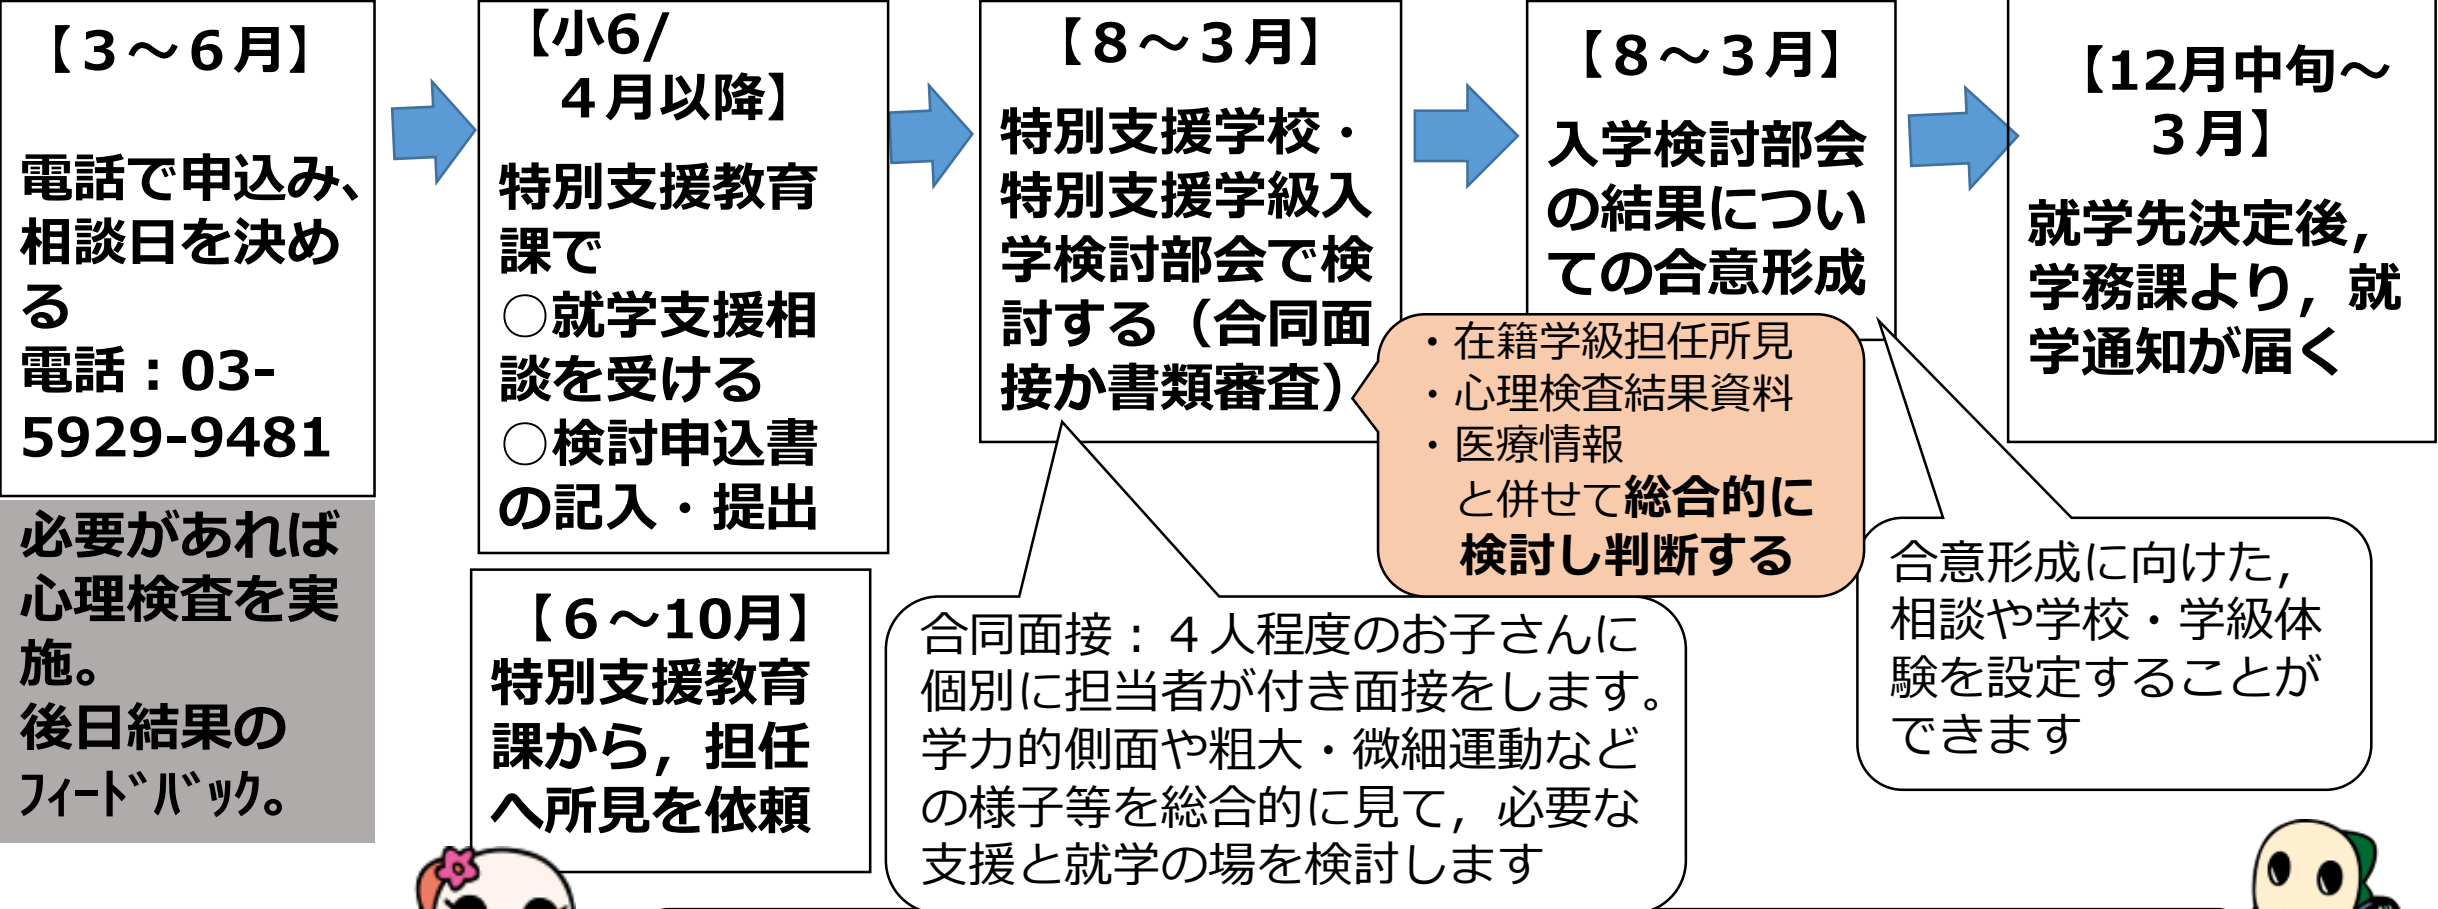 【３～６月】
電話で申込み、
相談日を決め
る
電話：03-
5929-9481
必要があれば
心理検査を実
施。
後日結果の
ﾌｨｰﾄﾞﾊﾞｯｸ。
【小6/
４月以降】
特別支援教育
課で
○就学支援相
談を受ける
○検討申込書
の記入・提出
【６～10月】
特別支援教育
課から，担任
へ所見を依頼
【８～３月】
特別支援学校・
特別支援学級入
学検討部会で検
討する（合同面
接か書類審査）
・在籍学級担任所見
・心理検査結果資料
・医療情報
と併せて総合的に
検討し判断する
合同面接：４人程度のお子さんに
個別に担当者が付き面接をします。
学力的側面や粗大・微細運動など
の様子等を総合的に見て，必要な
支援と就学の場を検討します
【８～３月】
入学検討部会
の結果につい
ての合意形成
合意形成に向けた，
相談や学校・学級体
験を設定することが
できます
【12月中旬～
３月】
就学先決定後，
学務課より，就
学通知が届く